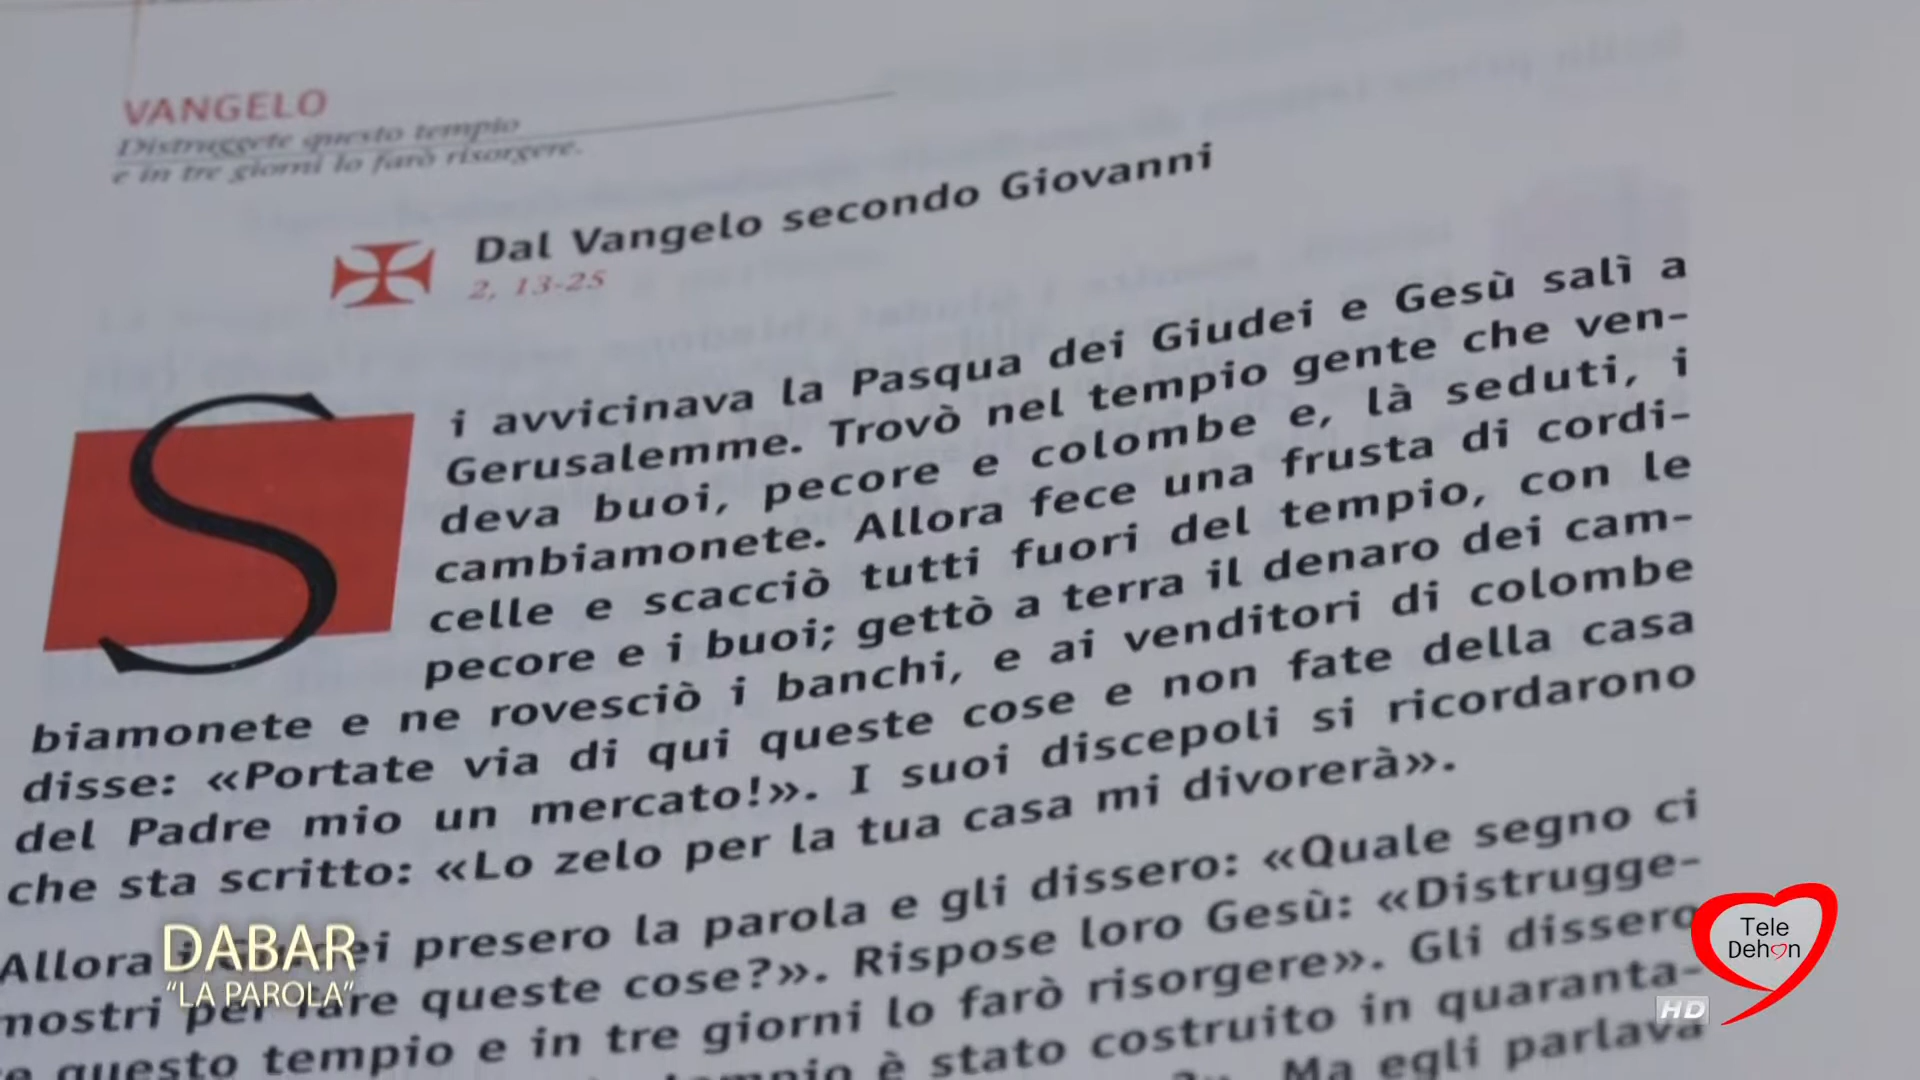 VANGELO
Distruggete questo tempio
e in tre giorni lo farò risorgere.
Dal Vangelo secondo Giovanni
2, 13-25
Si avvicinava la Pasqua dei Giudei e Gesù salì a
Gerusalemme. Trovò nel tempio gente che ven-
deva buoi, pecore e colombe e, là seduti, i
cambiamonete. Allora fece una frusta di cordi-
celle e scacciò tutti fuori del tempio, con le
pecore e i buoi; gettò a terra il denaro dei cam-
biamonete e ne rovesciò i banchi, e ai venditori di colombe
disse: «Portate via di qui queste cose e non fate della casa
del Padre mio un mercato!». I suoi discepoli si ricordarono
che sta scritto: «Lo zelo per la tua casa mi divorerà».
Allora i presero la parola e gli dissero: «Quale segno ci
mostri per fare queste cose?». Rispose loro Gesù: «Distrugge-
te questo tempio e in tre giorni lo farò risorgere». Gli dissero
è stato costruito in quaranta-
Ma egli parlava
DABAR
“LA PAROLA”
Tele
Dehon
HD